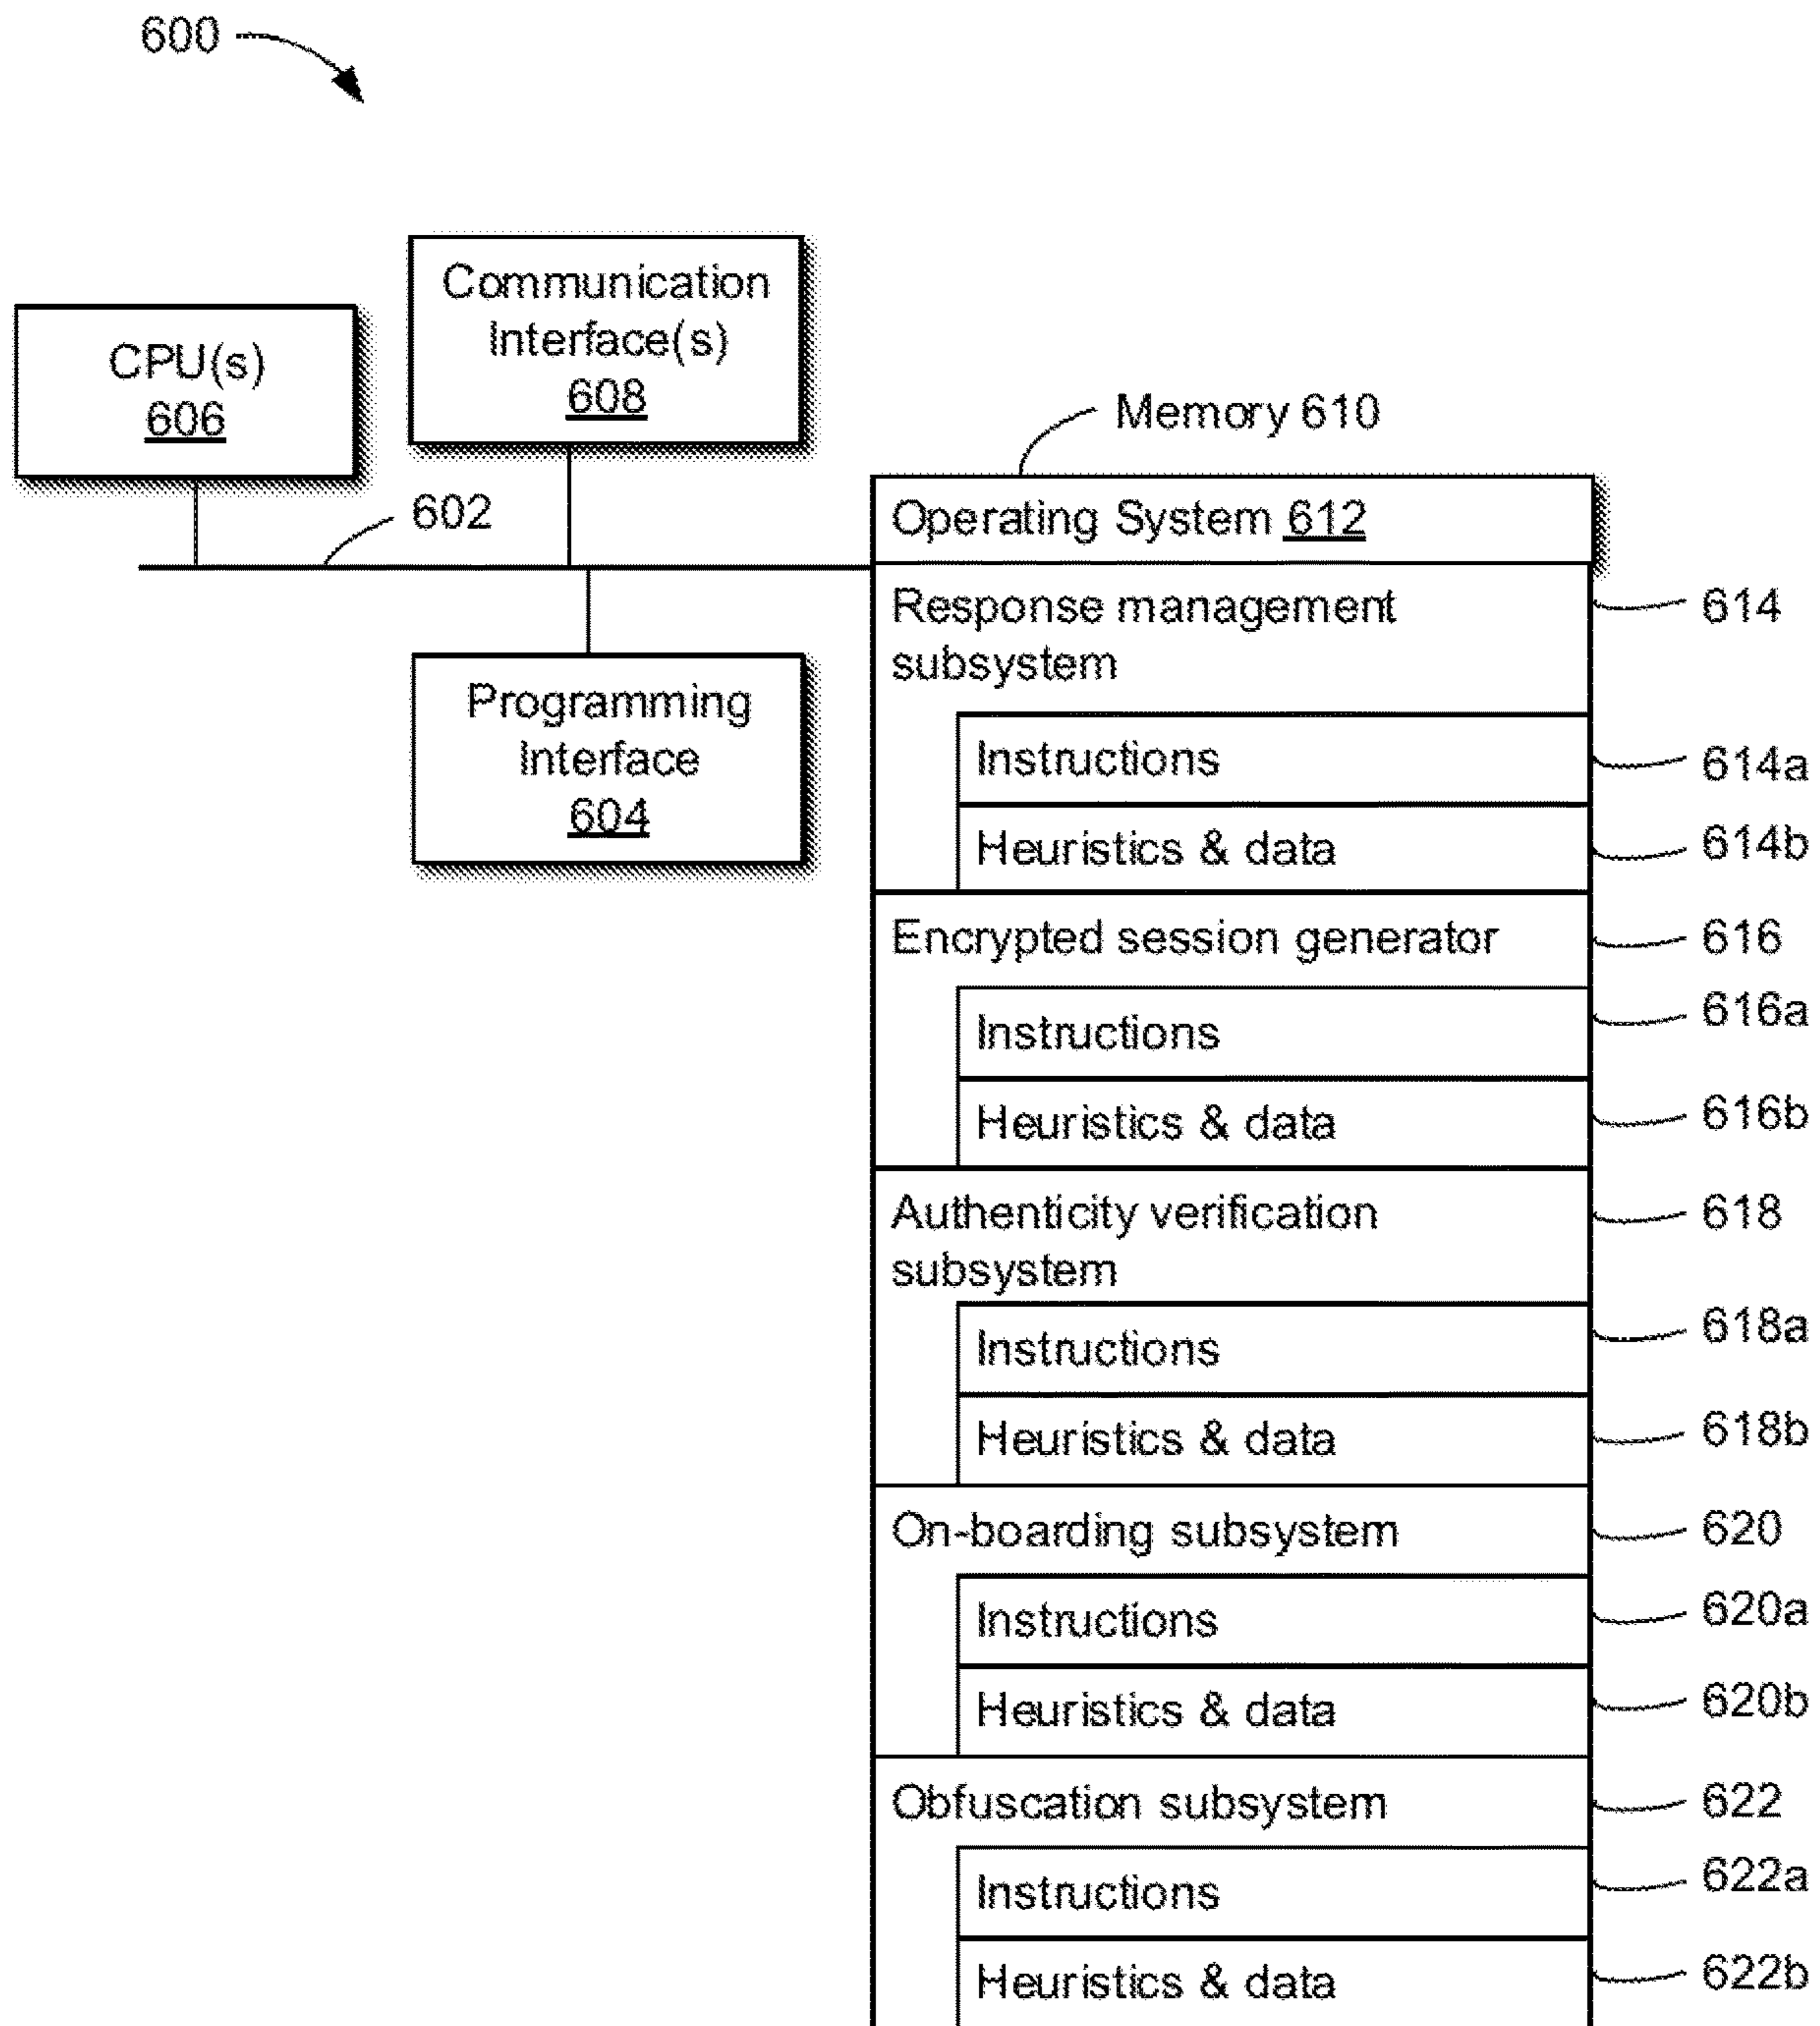 600
Communication
Interface(s)
608
CPU(s)
606
Memory 610
602
Operating System 612
Response management
subsystem
614
Programming
Interface
604
Instructions
614a
Heuristics & data
614b
Encrypted session generator
616
Instructions
616a
Heuristics & data
616b
Authenticity verification
subsystem
618
Instructions
618a
Heuristics & data
618b
On-boarding subsystem
620
Instructions
620a
Heuristics & data
620b
Obfuscation subsystem
622
Instructions
622a
Heuristics & data
622b